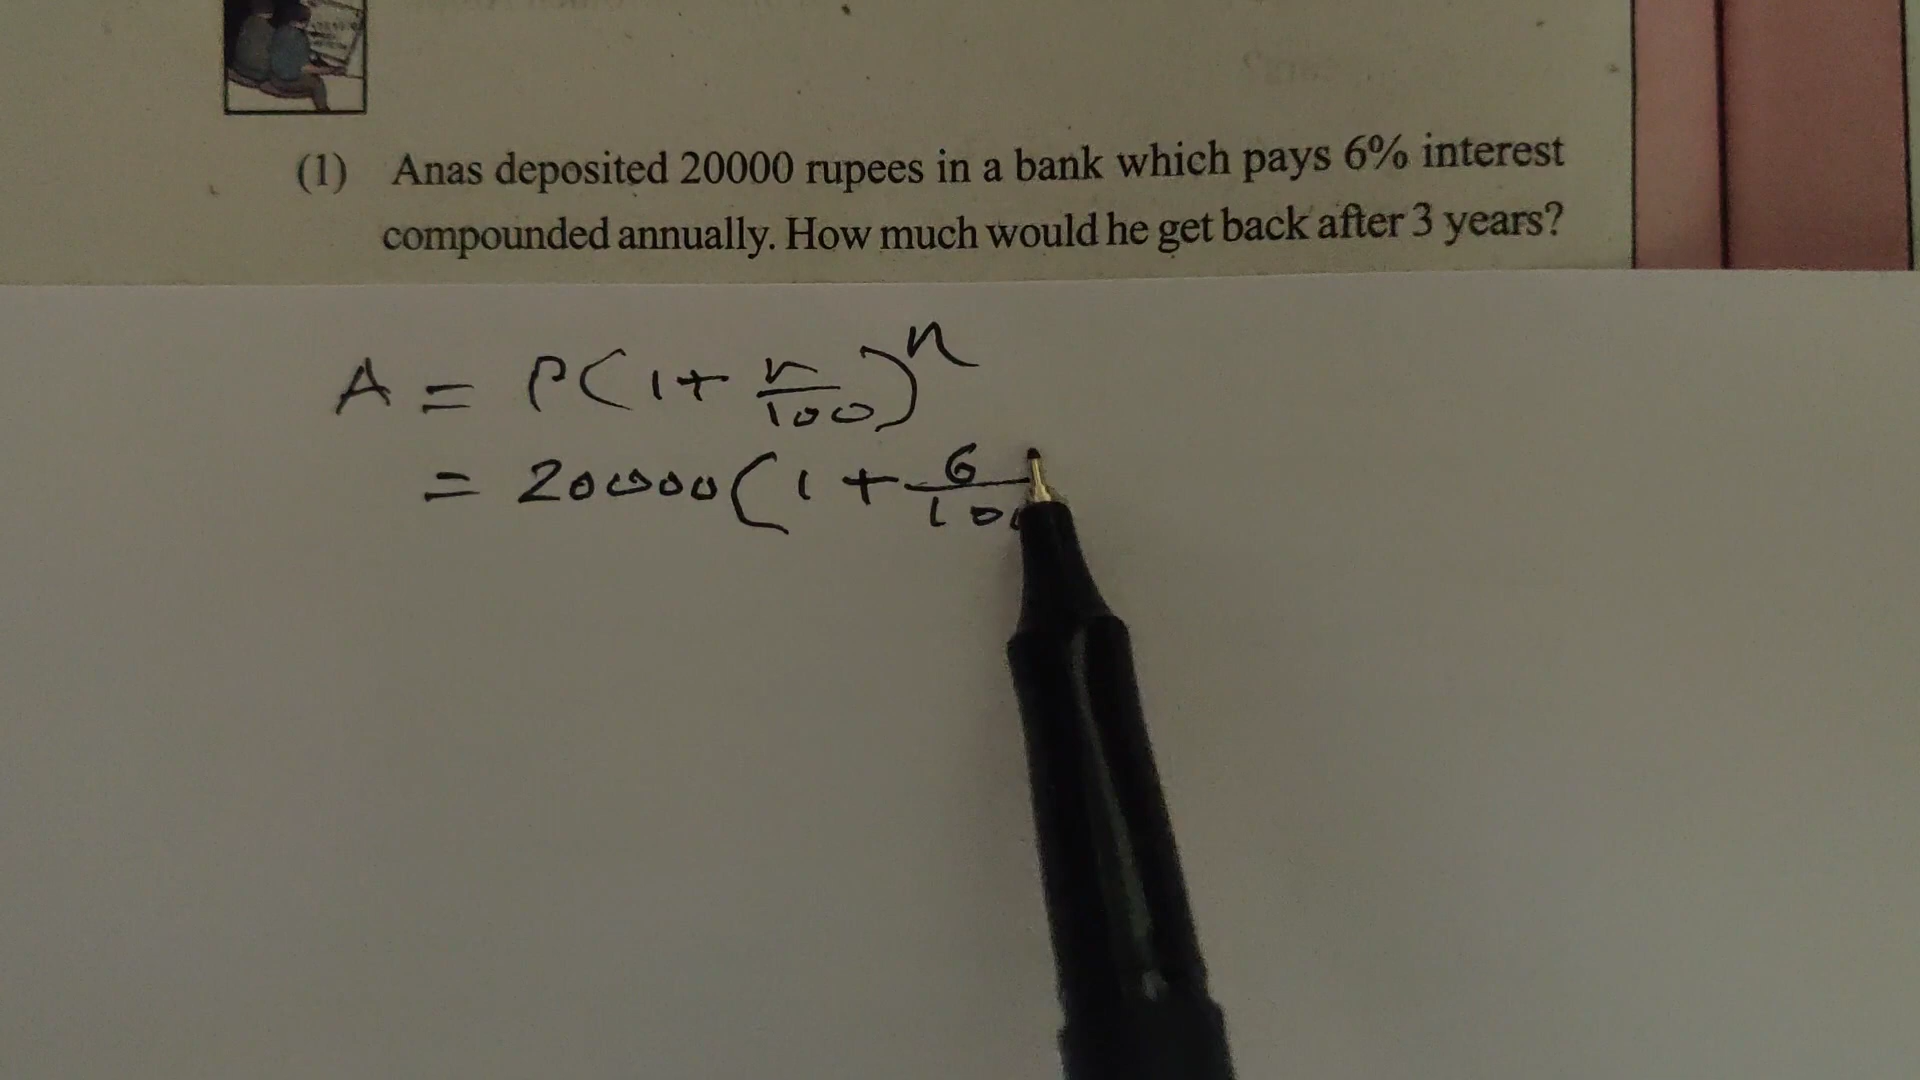 (1) Anas deposited 20000 rupees in a bank which pays 6% interest
compounded annually. How much would he get back after 3 years?
A = P(1+ r/100)^n
= 20000(1+ 6/100